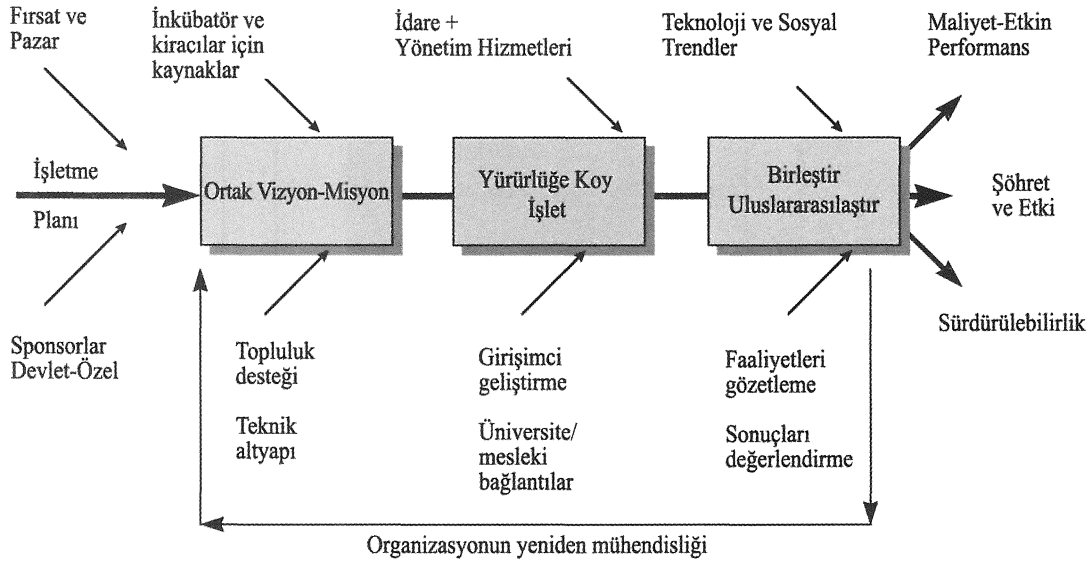 Fırsat ve
Pazar
İnkübatör ve
kiracılar için
kaynaklar
İdare +
Yönetim Hizmetleri
Teknoloji ve Sosyal
Trendler
Maliyet-Etkin
Performans
İşletme
Planı
Ortak Vizyon-Misyon
Yürürlüğe Koy
İşlet
Birleştir
Uluslararasılaştır
Şöhret
ve Etki
Sürdürülebilirlik
Sponsorlar
Devlet-Özel
Topluluk
desteği
Teknik
altyapı
Girişimci
geliştirme
Üniversite/
mesleki
bağlantılar
Faaliyetleri
gözetleme
Sonuçları
değerlendirme
Organizasyonun yeniden mühendisliği